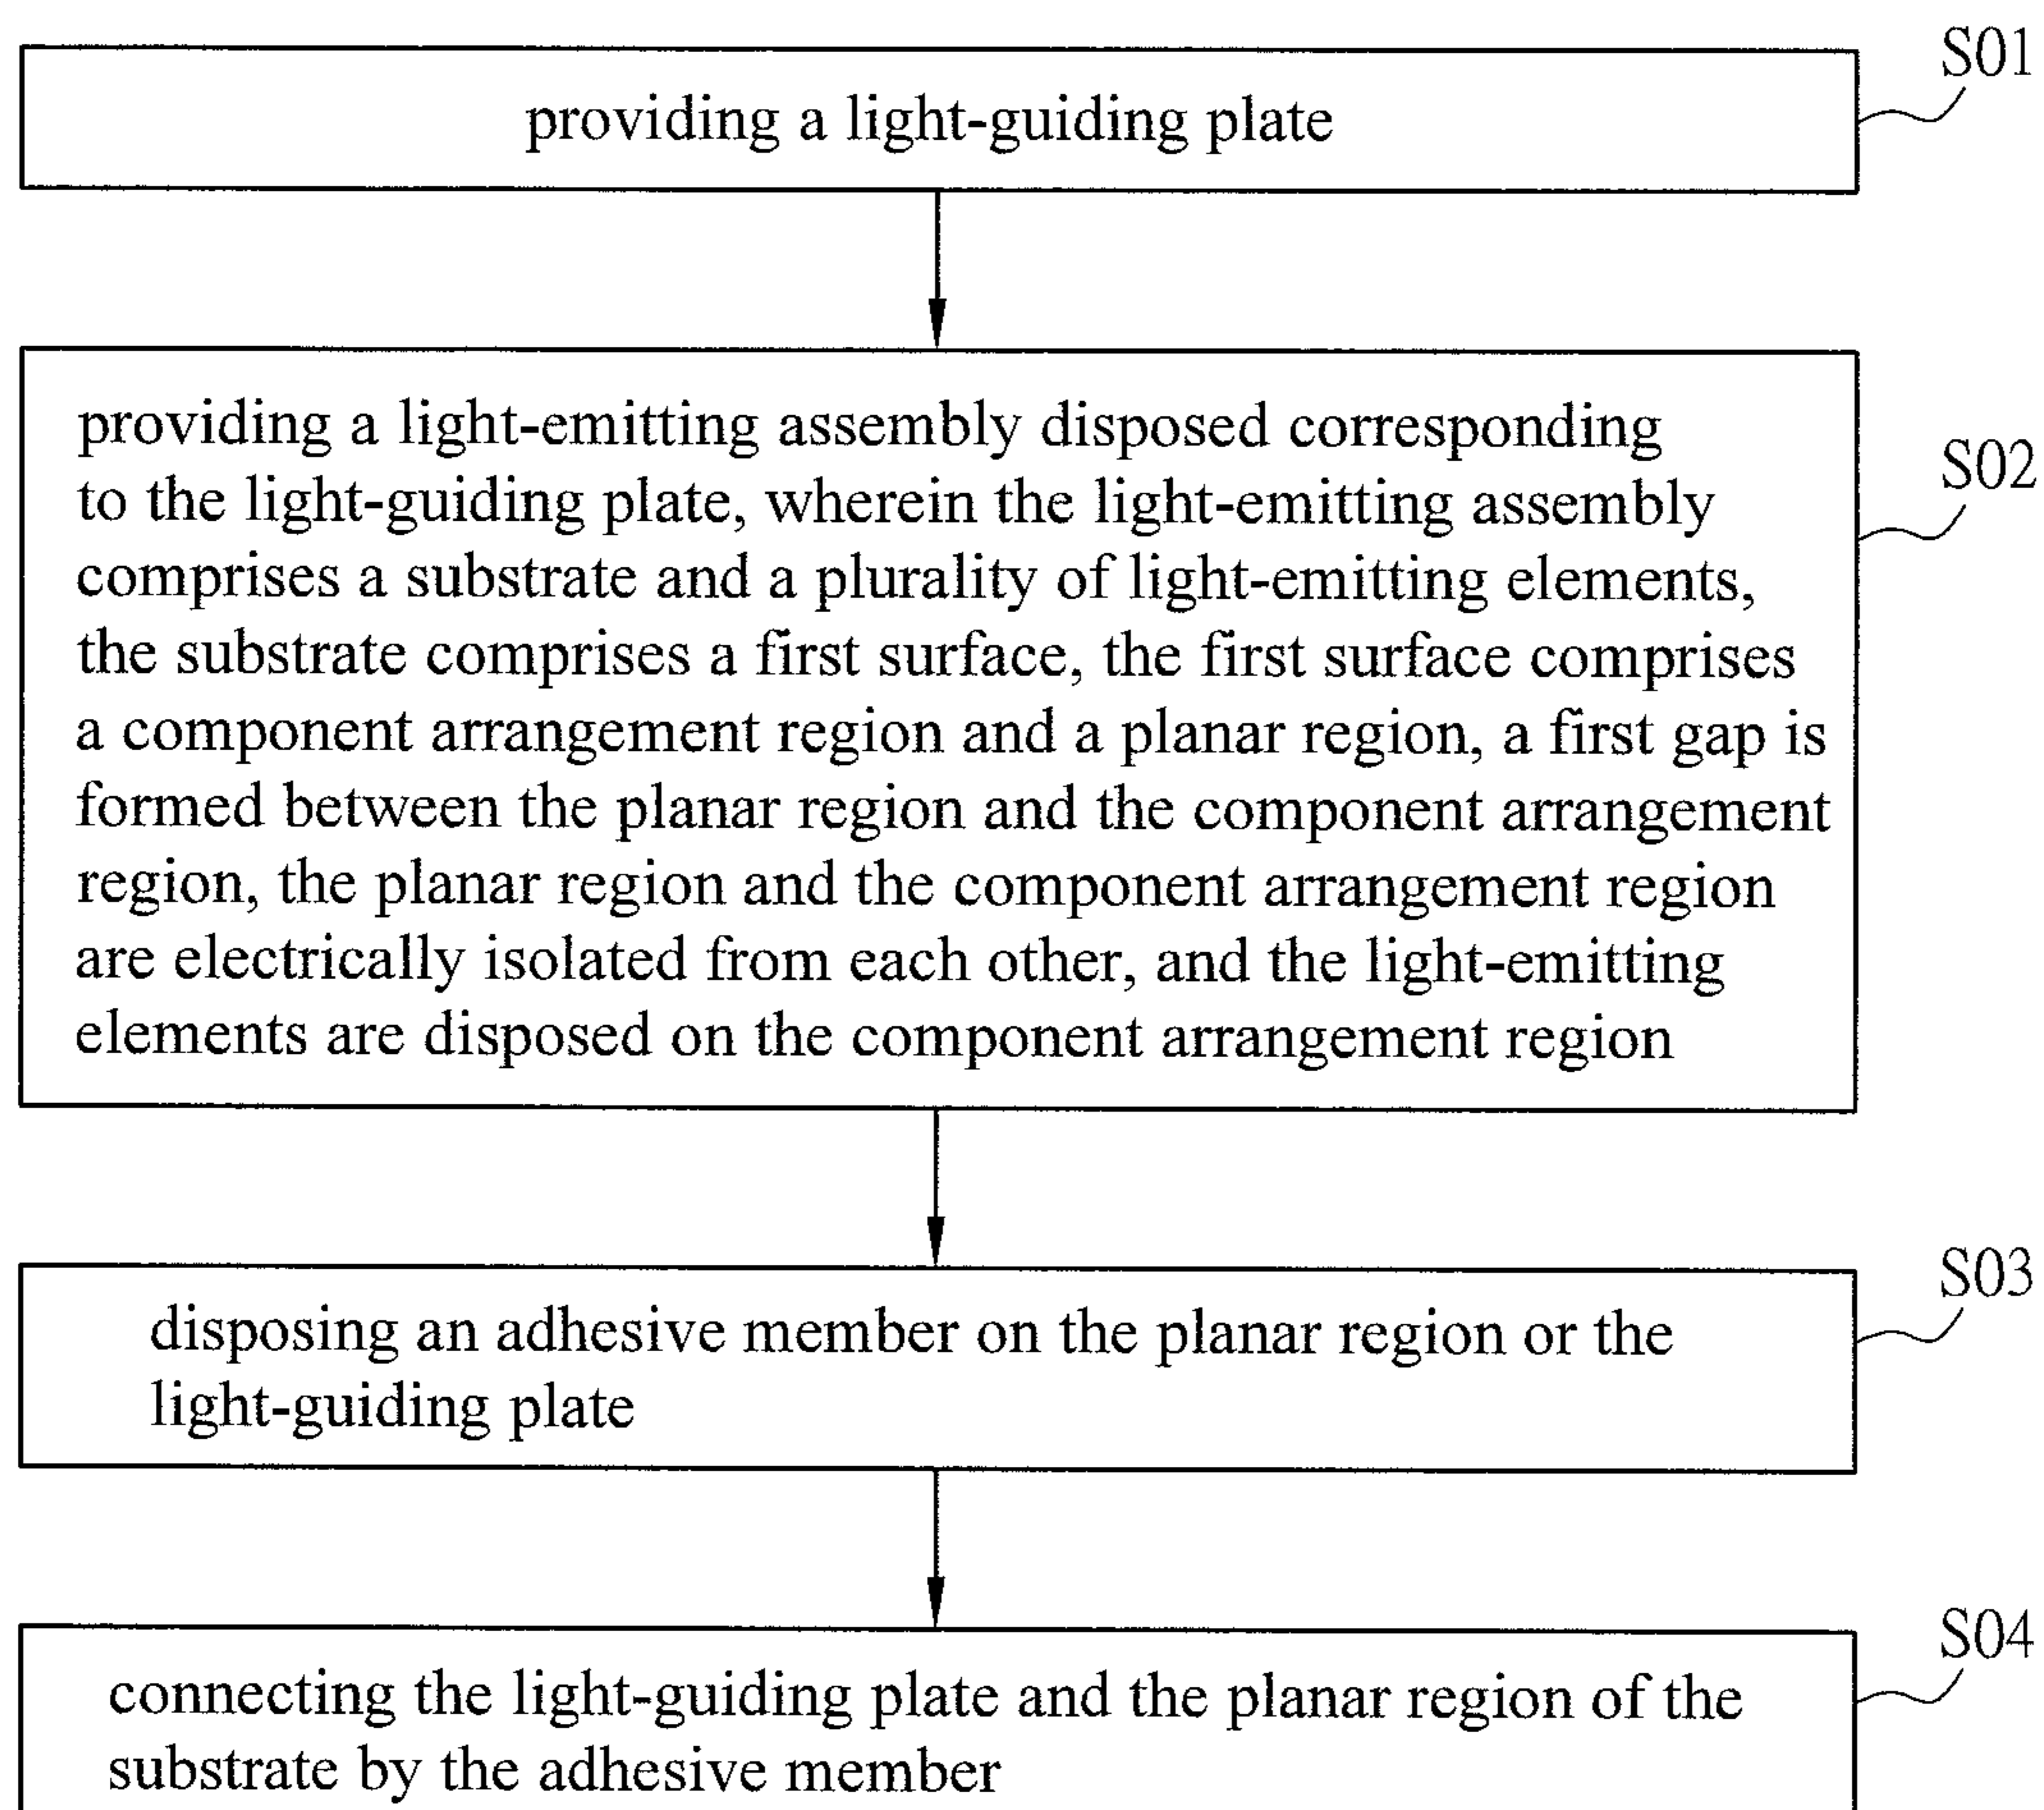 S01
providing a light-guiding plate
providing a light-emitting assembly disposed corresponding
to the light-guiding plate, wherein the light-emitting assembly
comprises a substrate and a plurality of light-emitting elements,
the substrate comprises a first surface, the first surface comprises
a component arrangement region and a planar region, a first gap is
formed between the planar region and the component arrangement
region, the planar region and the component arrangement region
are electrically isolated from each other, and the light-emitting
elements are disposed on the component arrangement region
S02
disposing an adhesive member on the planar region or the
light-guiding plate
S03
connecting the light-guiding plate and the planar region of the
substrate by the adhesive member
S04